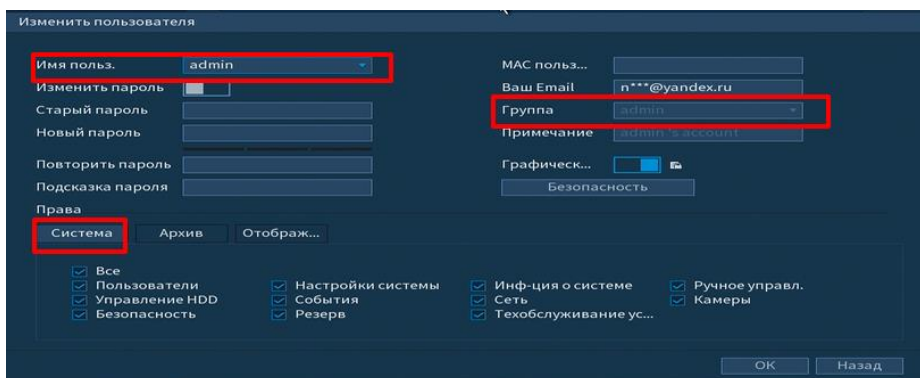 Изменить пользователя
Имя польз. admin MAC польз...
Изменить пароль Ваш Email n***@yandex.ru
Старый пароль Группа admin
Новый пароль Примечание admin 's account
Повторить пароль Графическ...
Подсказка пароля Безопасность
Права
Система Архив Отображ...
Все
Пользователи Настройки системы Инф-ция о системе Ручное управл.
Управление HDD События Сеть Камеры
Безопасность Резерв Техобслуживание ус...
ОК Назад